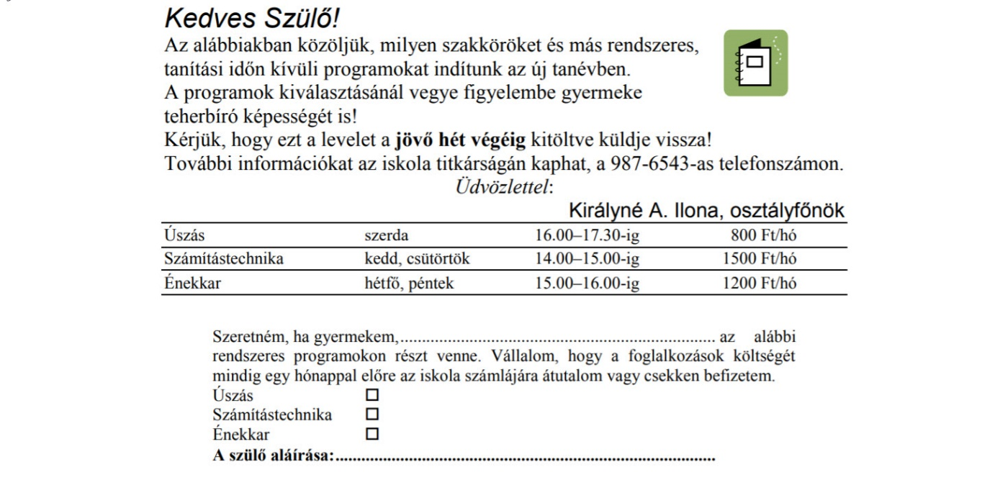 Kedves Szülő!
Az alábbiakban közöljük, milyen szakköröket és más rendszeres,
tanítási időn kívüli programokat indítunk az új tanévben.
A programok kiválasztásánál vegye figyelembe gyermeke
teherbíró képességét is!
Kérjük, hogy ezt a levelet a jövő hét végéig kitöltve küldje vissza!
További információkat az iskola titkárságán kaphat, a 987-6543-as telefonszámon.
Üdvözlettel:
Királyné A. Ilona, osztályfőnök
Úszás szerda 16.00–17.30-ig 800 Ft/hó
Számítástechnika kedd, csütörtök 14.00–15.00-ig 1500 Ft/hó
Énekkar hétfő, péntek 15.00–16.00-ig 1200 Ft/hó
Szeretném, ha gyermekem,........................................................................ az alábbi
rendszeres programokon részt venne. Vállalom, hogy a foglalkozások költségét
mindig egy hónappal előre az iskola számlájára átutalom vagy csekken befizetem.
Úszás ☐
Számítástechnika ☐
Énekkar ☐
A szülő aláírása:.......................................................................................